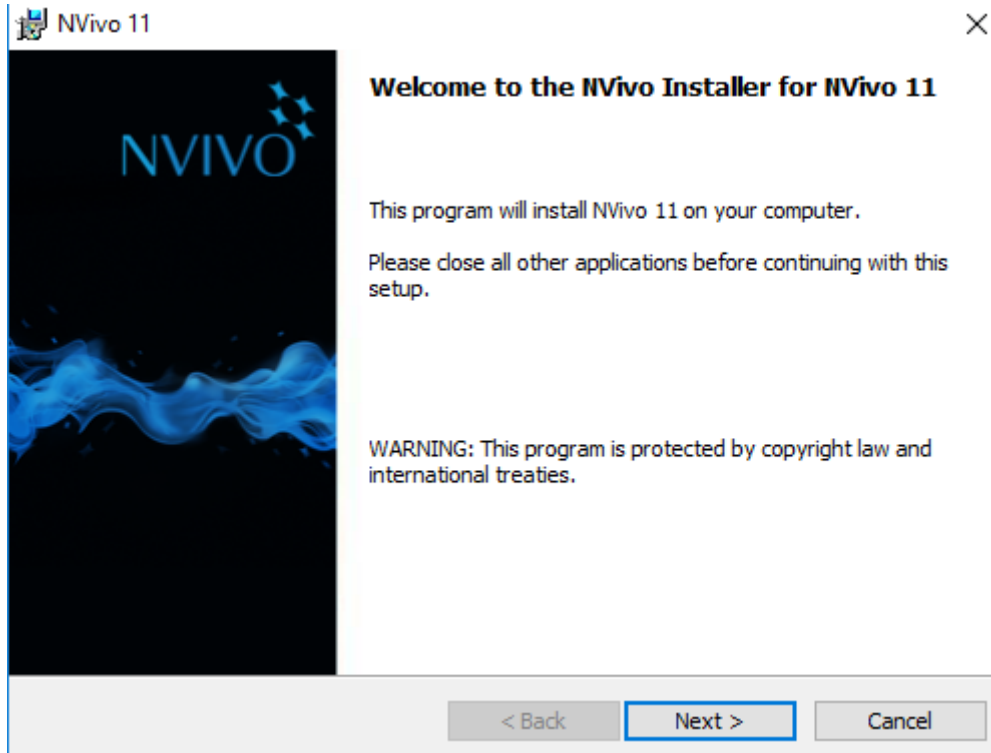 NVivo 11
NVIVO
Welcome to the NVivo Installer for NVivo 11
This program will install NVivo 11 on your computer.
Please close all other applications before continuing with this
setup.
WARNING: This program is protected by copyright law and
international treaties.
< Back
Next >
Cancel